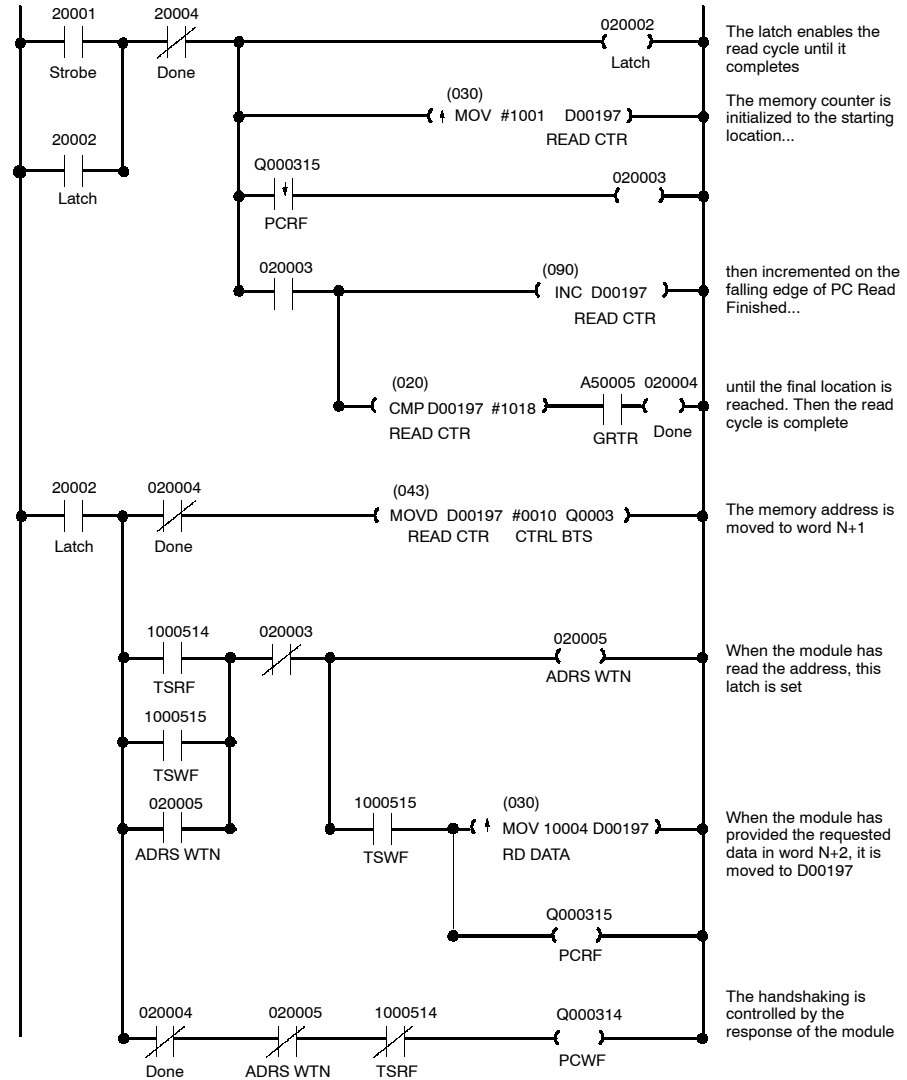 20001
20004
020002
The latch enables the
read cycle until it
completes
Strobe
Done
Latch
(030)
MOV #1001 D00197
READ CTR
The memory counter is
initialized to the starting
location...
20002
Latch
Q000315
PCRF
020003
020003
(090)
INC D00197
READ CTR
then incremented on the
falling edge of PC Read
Finished...
(020)
CMP D00197 #1018
READ CTR
A50005
GRTR
020004
Done
until the final location is
reached. Then the read
cycle is complete
20002
Latch
020004
Done
(043)
MOVD D00197 #0010 Q0003
READ CTR CTRL BTS
The memory address is
moved to word N+1
1000514
TSRF
020003
020005
ADRS WTN
When the module has
read the address, this
latch is set
1000515
TSWF
020005
ADRS WTN
1000515
TSWF
(030)
MOV 10004 D00197
RD DATA
When the module has
provided the requested
data in word N+2, it is
moved to D00197
Q000315
PCRF
020004
Done
020005
ADRS WTN
1000514
TSRF
Q000314
PCWF
The handshaking is
controlled by the
response of the module